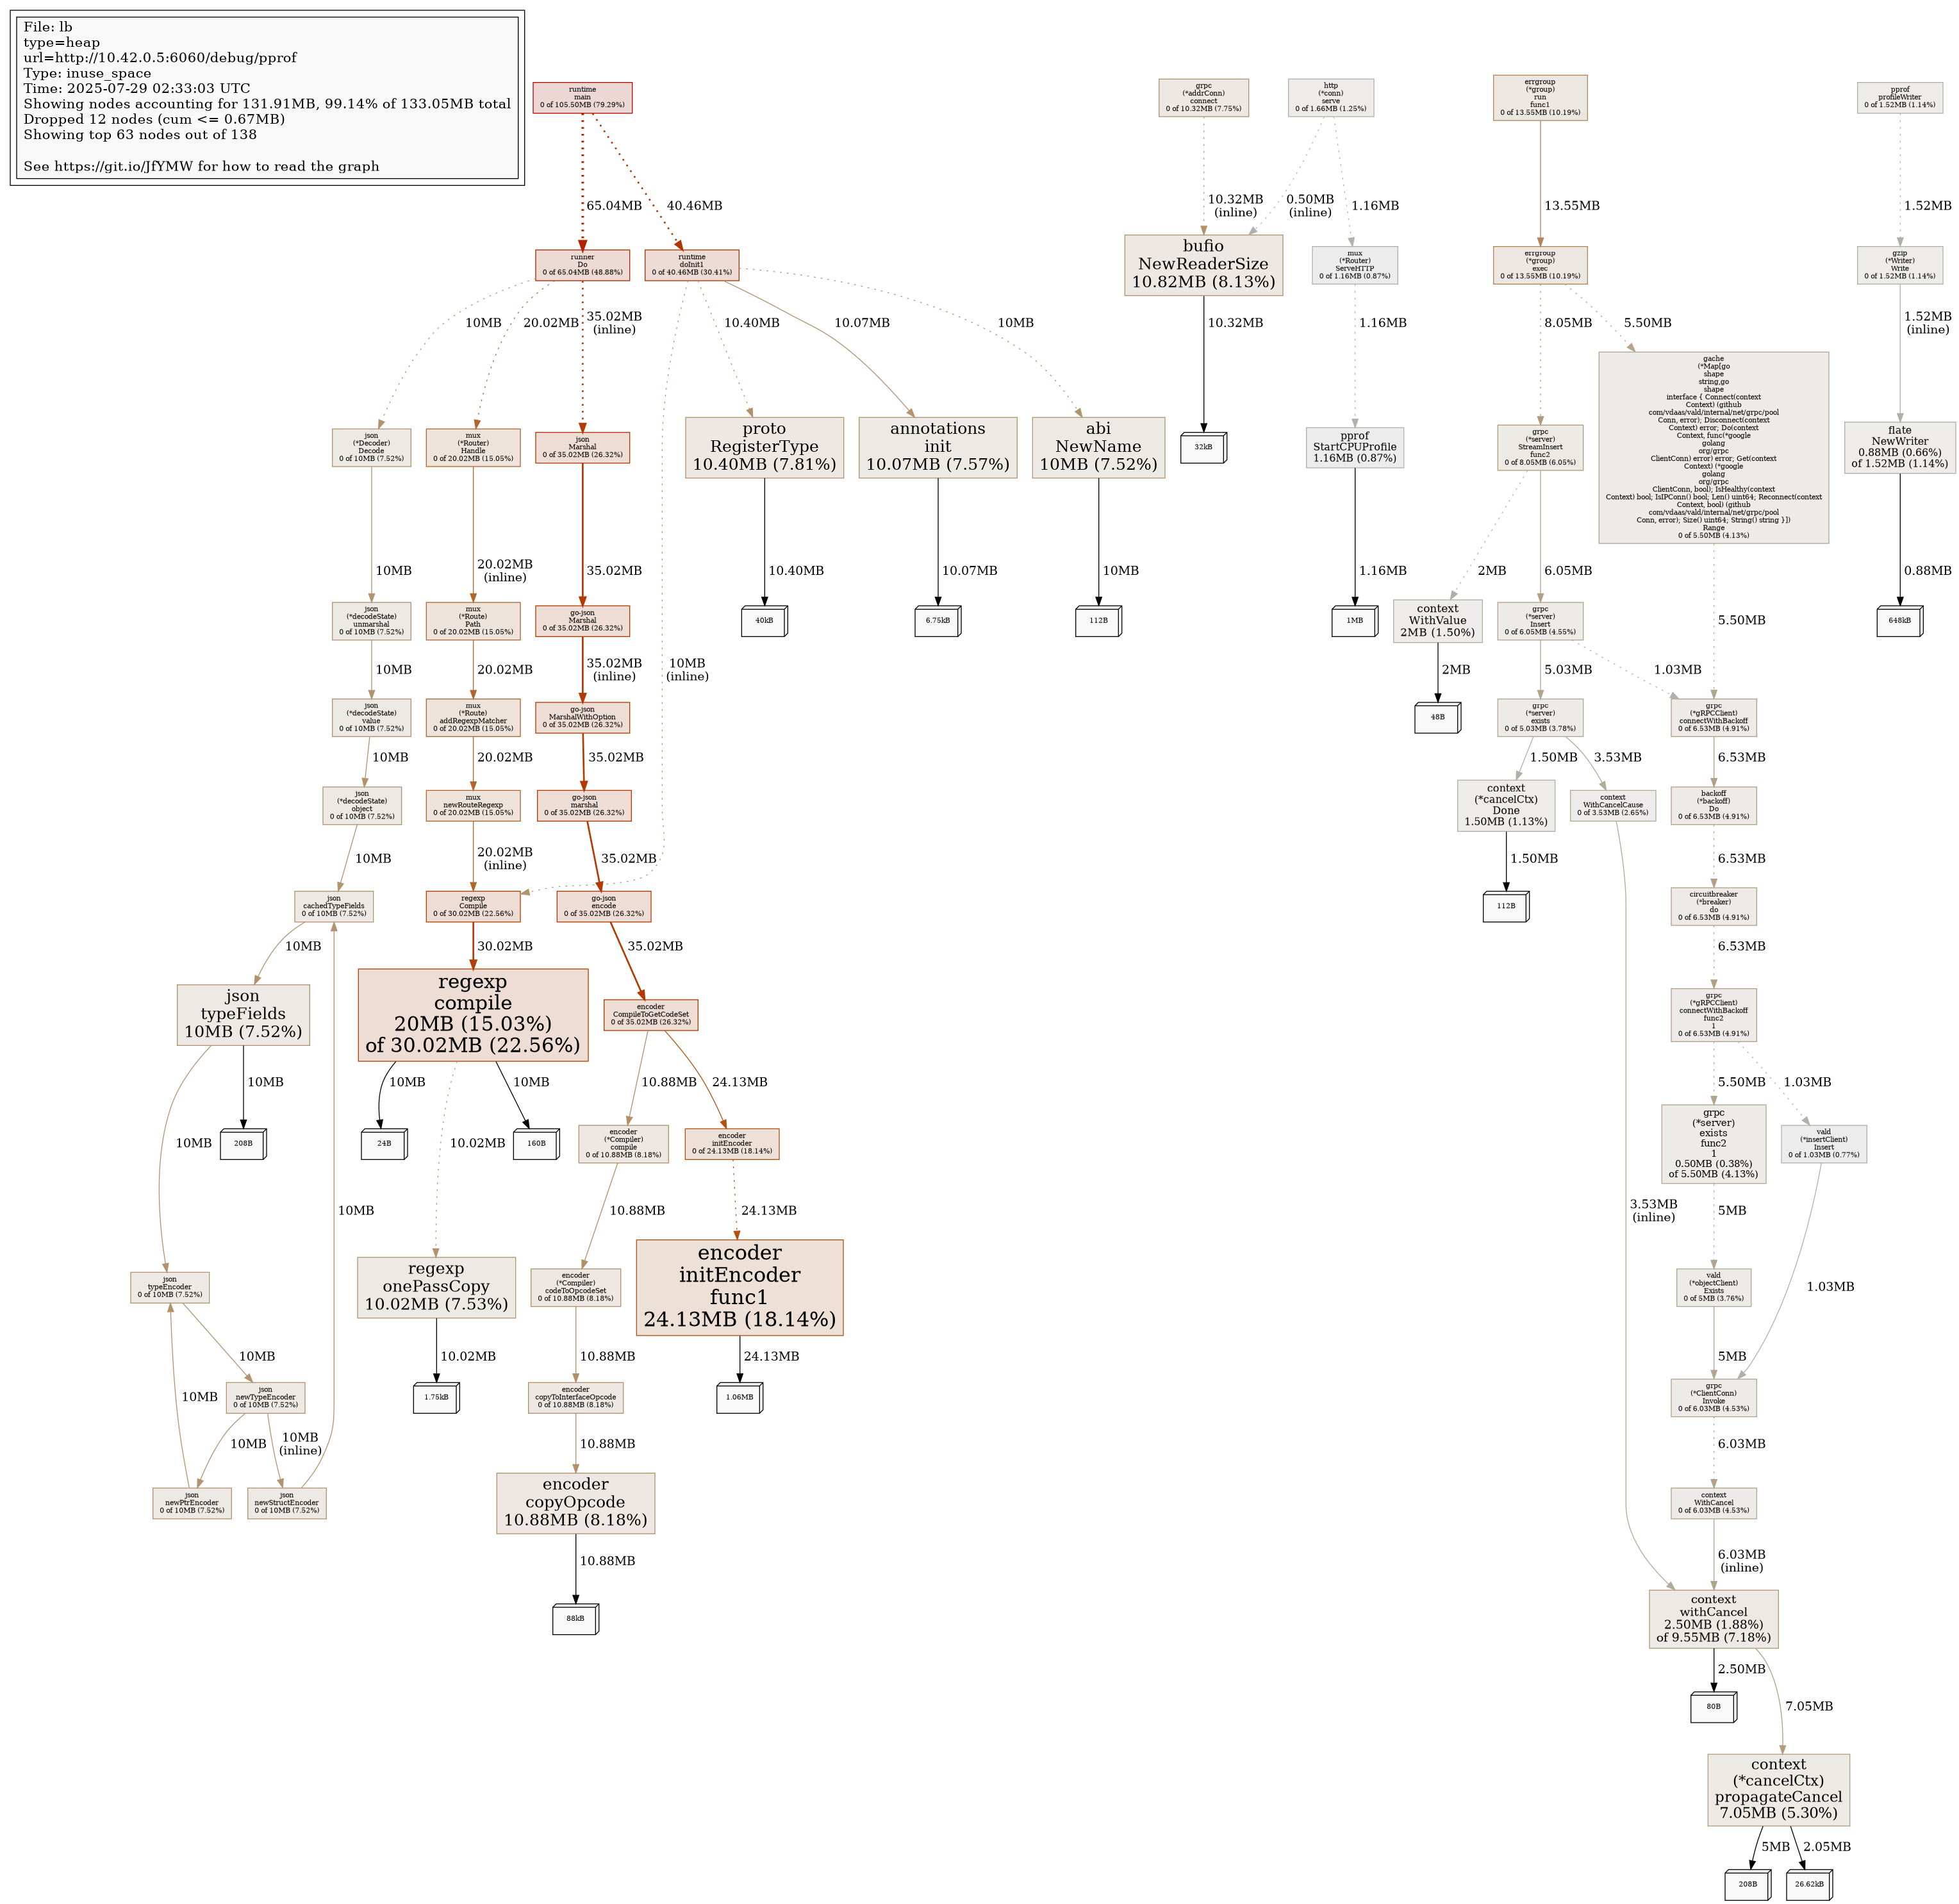 File: lb
type=heap
url=http://10.42.0.5:6060/debug/pprof
Type: inuse_space
Time: 2025-07-29 02:33:03 UTC
Showing nodes accounting for 131.91MB, 99.14% of 133.05MB total
Dropped 12 nodes (cum <= 0.67MB)
Showing top 63 nodes out of 138
See https://git.io/JfYMW for how to read the graph
runtime
main
0 of 105.50MB (79.29%)
grpc
(*addrConn)
connect
0 of 10.32MB (7.75%)
http
(*conn)
serve
0 of 1.66MB (1.25%)
errgroup
(*group)
run
func1
0 of 13.55MB (10.19%)
pprof
profileWriter
0 of 1.52MB (1.14%)
65.04MB
40.46MB
10.32MB
(inline)
0.50MB
(inline)
1.16MB
13.55MB
1.52MB
runner
Do
0 of 65.04MB (48.88%)
runtime
doInit1
0 of 40.46MB (30.41%)
bufio
NewReaderSize
10.82MB (8.13%)
mux
(*Router)
ServeHTTP
0 of 1.16MB (0.87%)
errgroup
(*group)
exec
0 of 13.55MB (10.19%)
gzip
(*Writer)
Write
0 of 1.52MB (1.14%)
10MB
20.02MB
35.02MB
(inline)
10.40MB
10.07MB
10MB
10.32MB
1.16MB
8.05MB
5.50MB
1.52MB
(inline)
json
(*Decoder)
Decode
0 of 10MB (7.52%)
mux
(*Router)
Handle
0 of 20.02MB (15.05%)
json
Marshal
0 of 35.02MB (26.32%)
proto
RegisterType
10.40MB (7.81%)
annotations
init
10.07MB (7.57%)
abi
NewName
10MB (7.52%)
32kB
pprof
StartCPUProfile
1.16MB (0.87%)
grpc
(*server)
StreamInsert
func2
0 of 8.05MB (6.05%)
gache
(*Map[go
shape
string,go
shape
interface { Connect(context
Context) (github
com/vdaas/vald/internal/net/grpc/pool
Conn, error); Disconnect(context
Context) error; Do(context
Context, func(*google
golang
org/grpc
ClientConn) error) error; Get(context
Context) (*google
golang
org/grpc
ClientConn, bool); IsHealthy(context
Context) bool; IsIPConn() bool; Len() uint64; Reconnect(context
Context, bool) (github
com/vdaas/vald/internal/net/grpc/pool
Conn, error); Size() uint64; String() string }])
Range
0 of 5.50MB (4.13%)
flate
NewWriter
0.88MB (0.66%)
of 1.52MB (1.14%)
10MB
20.02MB
(inline)
35.02MB
10.40MB
10.07MB
10MB
1.16MB
2MB
6.05MB
0.88MB
json
(*decodeState)
unmarshal
0 of 10MB (7.52%)
mux
(*Route)
Path
0 of 20.02MB (15.05%)
go-json
Marshal
0 of 35.02MB (26.32%)
40kB
6.75kB
112B
1MB
context
WithValue
2MB (1.50%)
grpc
(*server)
Insert
0 of 6.05MB (4.55%)
5.50MB
648kB
10MB
20.02MB
35.02MB
(inline)
10MB
(inline)
2MB
5.03MB
1.03MB
json
(*decodeState)
value
0 of 10MB (7.52%)
mux
(*Route)
addRegexpMatcher
0 of 20.02MB (15.05%)
go-json
MarshalWithOption
0 of 35.02MB (26.32%)
48B
grpc
(*server)
exists
0 of 5.03MB (3.78%)
grpc
(*gRPCClient)
connectWithBackoff
0 of 6.53MB (4.91%)
10MB
20.02MB
35.02MB
1.50MB
3.53MB
6.53MB
json
(*decodeState)
object
0 of 10MB (7.52%)
mux
newRouteRegexp
0 of 20.02MB (15.05%)
go-json
marshal
0 of 35.02MB (26.32%)
context
(*cancelCtx)
Done
1.50MB (1.13%)
context
WithCancelCause
0 of 3.53MB (2.65%)
backoff
(*backoff)
Do
0 of 6.53MB (4.91%)
10MB
20.02MB
(inline)
35.02MB
1.50MB
6.53MB
json
cachedTypeFields
0 of 10MB (7.52%)
regexp
Compile
0 of 30.02MB (22.56%)
go-json
encode
0 of 35.02MB (26.32%)
112B
circuitbreaker
(*breaker)
do
0 of 6.53MB (4.91%)
10MB
30.02MB
35.02MB
6.53MB
json
typeFields
10MB (7.52%)
regexp
compile
20MB (15.03%)
of 30.02MB (22.56%)
encoder
CompileToGetCodeSet
0 of 35.02MB (26.32%)
grpc
(*gRPCClient)
connectWithBackoff
func2
1
0 of 6.53MB (4.91%)
10MB
10MB
10MB
10.88MB
24.13MB
5.50MB
1.03MB
10MB
208B
24B
10.02MB
160B
encoder
(*Compiler)
compile
0 of 10.88MB (8.18%)
encoder
initEncoder
0 of 24.13MB (18.14%)
grpc
(*server)
exists
func2
1
0.50MB (0.38%)
of 5.50MB (4.13%)
vald
(*insertClient)
Insert
0 of 1.03MB (0.77%)
10MB
10.88MB
24.13MB
3.53MB
(inline)
5MB
json
typeEncoder
0 of 10MB (7.52%)
regexp
onePassCopy
10.02MB (7.53%)
encoder
(*Compiler)
codeToOpcodeSet
0 of 10.88MB (8.18%)
encoder
initEncoder
func1
24.13MB (18.14%)
vald
(*objectClient)
Exists
0 of 5MB (3.76%)
1.03MB
10MB
10.02MB
10.88MB
24.13MB
5MB
10MB
json
newTypeEncoder
0 of 10MB (7.52%)
1.75kB
encoder
copyToInterfaceOpcode
0 of 10.88MB (8.18%)
1.06MB
grpc
(*ClientConn)
Invoke
0 of 6.03MB (4.53%)
10MB
10MB
(inline)
10.88MB
6.03MB
json
newPtrEncoder
0 of 10MB (7.52%)
json
newStructEncoder
0 of 10MB (7.52%)
encoder
copyOpcode
10.88MB (8.18%)
context
WithCancel
0 of 6.03MB (4.53%)
10.88MB
6.03MB
(inline)
88kB
context
withCancel
2.50MB (1.88%)
of 9.55MB (7.18%)
2.50MB
7.05MB
80B
context
(*cancelCtx)
propagateCancel
7.05MB (5.30%)
5MB
2.05MB
208B
26.62kB